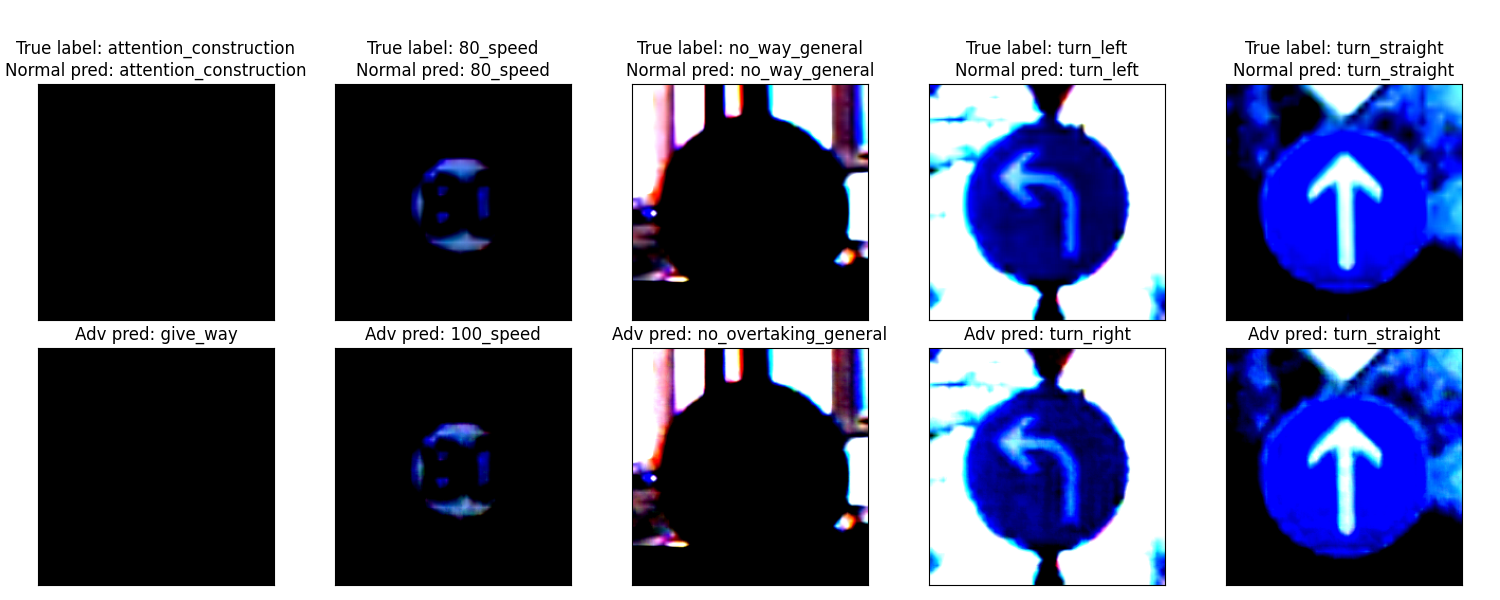 True label: attention_construction
Normal pred: attention_construction
True label: 80_speed
Normal pred: 80_speed
True label: no_way_general
Normal pred: no_way_general
True label: turn_left
Normal pred: turn_left
True label: turn_straight
Normal pred: turn_straight
Adv pred: give_way
Adv pred: 100_speed
Adv pred: no_overtaking_general
Adv pred: turn_right
Adv pred: turn_straight